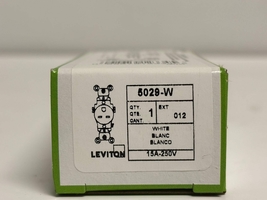 5029-W
QTY. EXT
QTE. 1 012
CANT.
WHITE
BLANC
BLANCO
LEVITON
15A-250V